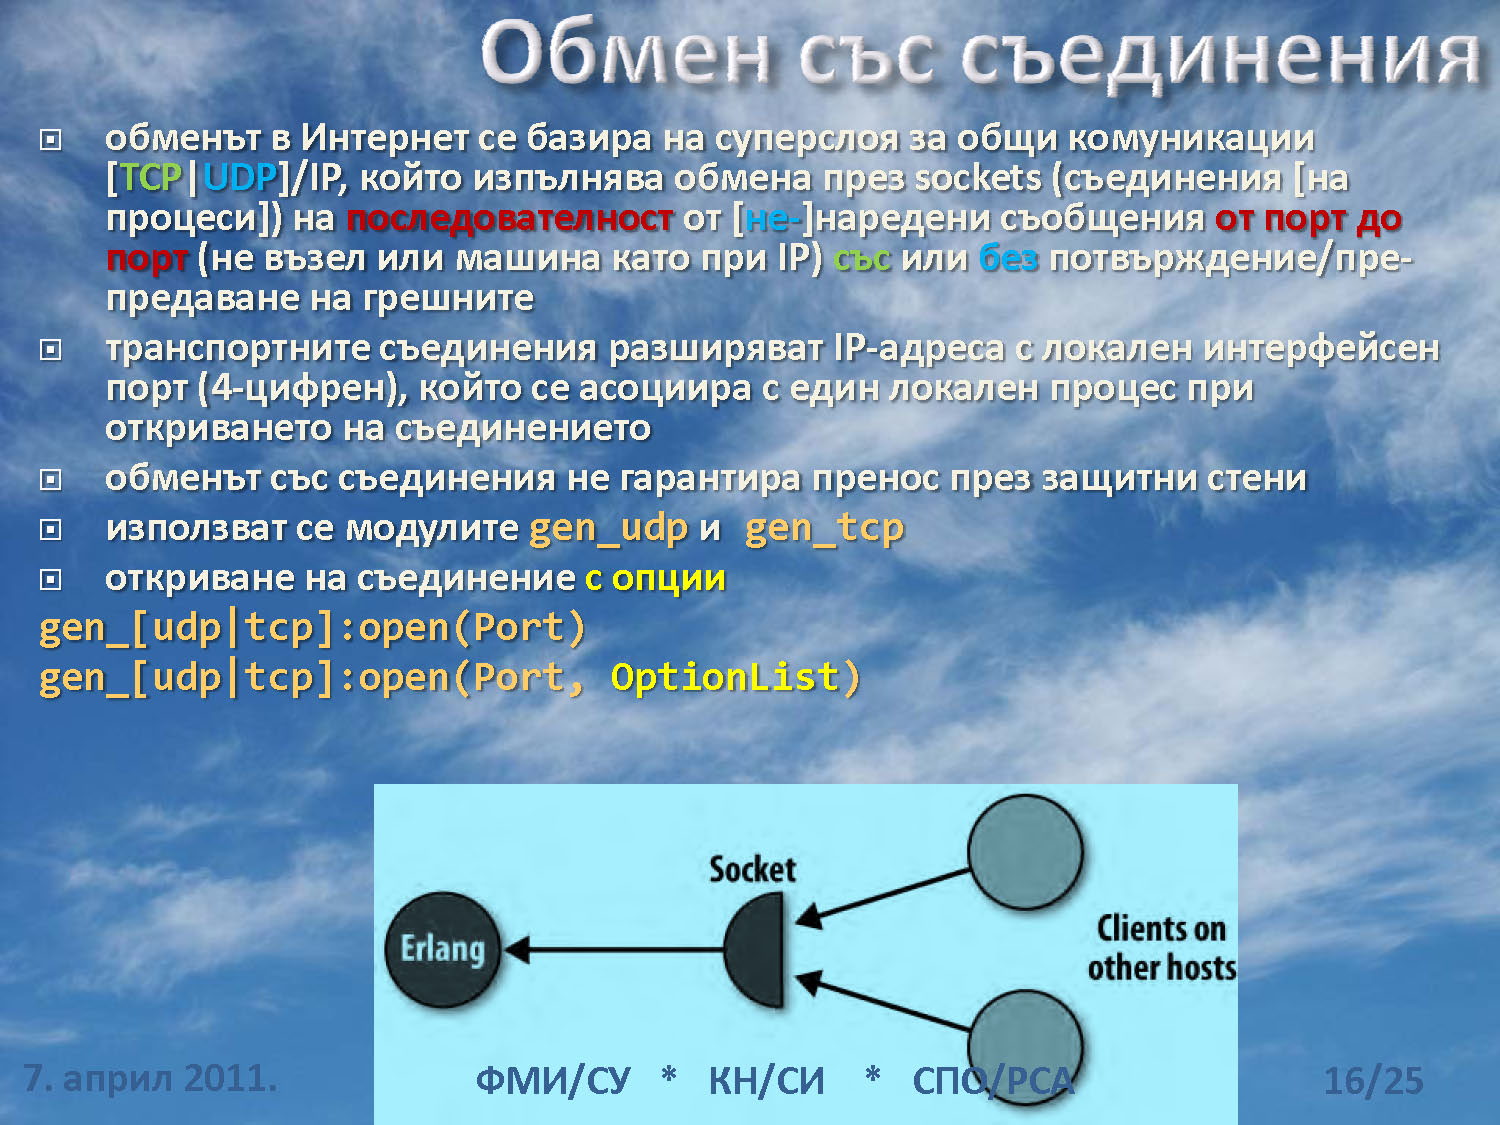 Обмен със съединения
обменът в Интернет се базира на суперслоя за общи комуникации
[TCP|UDP]/IP, който изпълнява обмена през sockets (съединения [на
процеси]) на последователност от [не-]наредени съобщения от порт до
порт (не възел или машина като при IP) със или без потвърждение/пре-
предаване на грешните
транспортните съединения разширяват IP-адреса с локален интерфейсен
порт (4-цифрен), който се асоциира с един локален процес при
откриването на съединението
обменът със съединения не гарантира пренос през защитни стени
използват се модулите gen_udp и gen_tcp
откриване на съединение с опции
gen_[udp|tcp]:open(Port)
gen_[udp|tcp]:open(Port, OptionList)
Socket
Erlang
Clients on
other hosts
7. април 2011.
ФМИ/СУ * КН/СИ * СПО/РСА
16/25